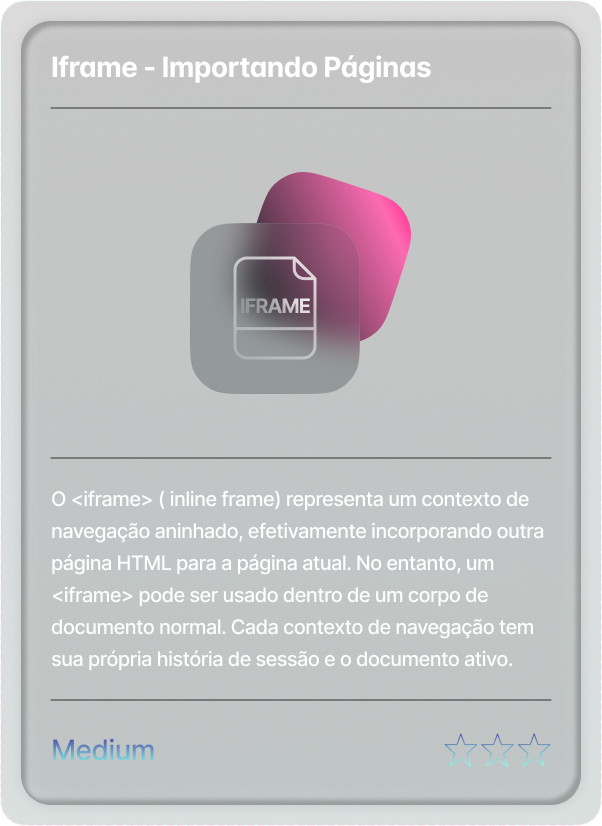 Iframe - Importando Páginas
IFRAME
O <iframe> ( inline frame) representa um contexto de
navegação aninhado, efetivamente incorporando outra
página HTML para a página atual. No entanto, um
<iframe> pode ser usado dentro de um corpo de
documento normal. Cada contexto de navegação tem
sua própria história de sessão e o documento ativo.
Medium